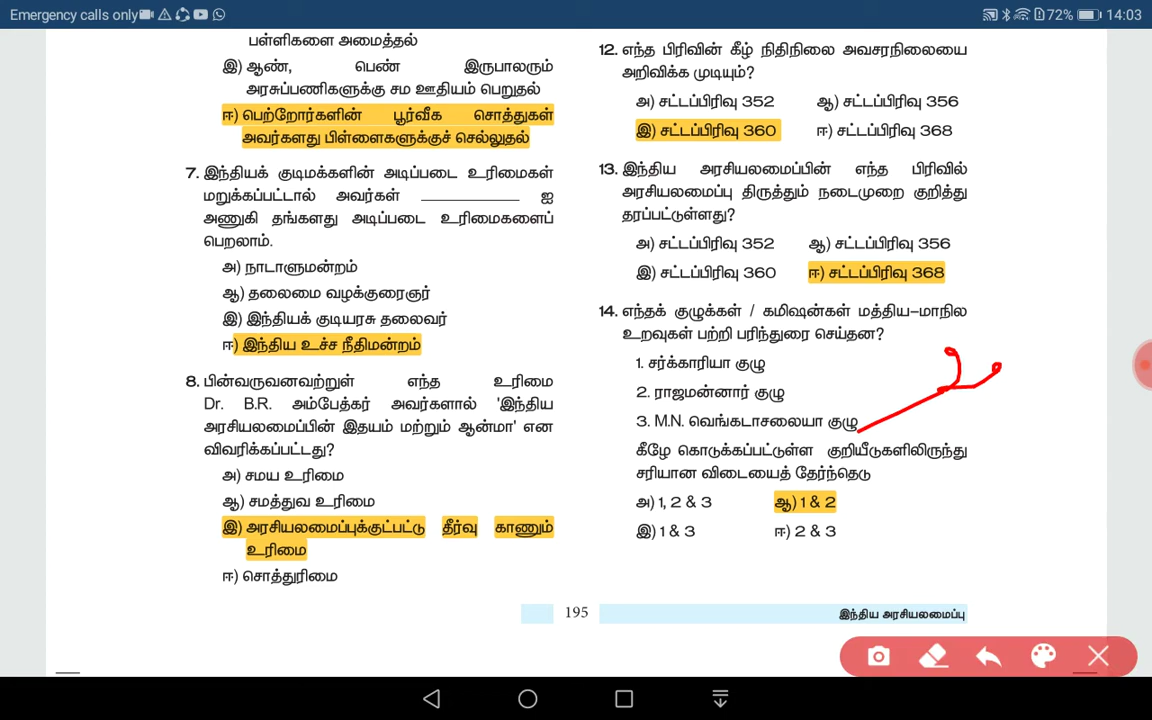 Emergency calls only
72%
14:03
பள்ளிகளை அமைத்தல்
இ) ஆண், பெண் இருபாலரும்
அரசுப்பணிகளுக்கு சம ஊதியம் பெறுதல்
ஈ) பெற்றோர்களின் பூர்வீக சொத்துகள்
அவர்களது பிள்ளைகளுக்குச் செல்லுதல்
7. இந்தியக் குடிமக்களின் அடிப்படை உரிமைகள்
மறுக்கப்பட்டால் அவர்கள் __________ ஐ
அணுகி தங்களது அடிப்படை உரிமைகளைப்
பெறலாம்.
அ) நாடாளுமன்றம்
ஆ) தலைமை வழக்குரைஞர்
இ) இந்தியக் குடியரசு தலைவர்
ஈ) இந்திய உச்ச நீதிமன்றம்
8. பின்வருவனவற்றுள் எந்த உரிமை
Dr. B.R. அம்பேத்கர் அவர்களால் 'இந்திய
அரசியலமைப்பின் இதயம் மற்றும் ஆன்மா' என
விவரிக்கப்பட்டது?
அ) சமய உரிமை
ஆ) சமத்துவ உரிமை
இ) அரசியலமைப்புக்குட்பட்டு தீர்வு காணும்
உரிமை
ஈ) சொத்துரிமை
12. எந்த பிரிவின் கீழ் நிதிநிலை அவசரநிலையை
அறிவிக்க முடியும்?
அ) சட்டப்பிரிவு 352 ஆ) சட்டப்பிரிவு 356
இ) சட்டப்பிரிவு 360 ஈ) சட்டப்பிரிவு 368
13. இந்திய அரசியலமைப்பின் எந்த பிரிவில்
அரசியலமைப்பு திருத்தும் நடைமுறை குறித்து
தரப்பட்டுள்ளது?
அ) சட்டப்பிரிவு 352 ஆ) சட்டப்பிரிவு 356
இ) சட்டப்பிரிவு 360 ஈ) சட்டப்பிரிவு 368
14. எந்தக் குழுக்கள் / கமிஷன்கள் மத்திய-மாநில
உறவுகள் பற்றி பரிந்துரை செய்தன?
1. சர்க்காரியா குழு
2. ராஜமன்னார் குழு
3. M.N. வெங்கடாசலையா குழு
கீழே கொடுக்கப்பட்டுள்ள குறியீடுகளிலிருந்து
சரியான விடையைத் தேர்ந்தெடு
அ) 1, 2 & 3 ஆ) 1 & 2
இ) 1 & 3 ஈ) 2 & 3
195
இந்திய அரசியலமைப்பு